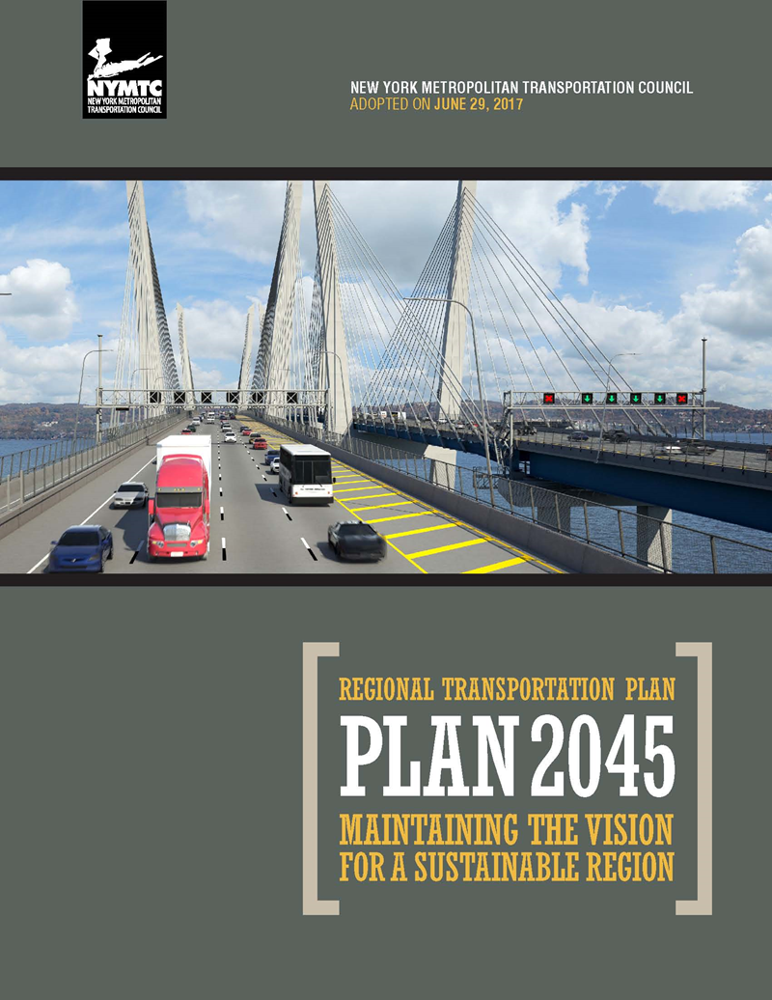 NYMTC
NEW YORK METROPOLITAN
TRANSPORTATION COUNCIL
NEW YORK METROPOLITAN TRANSPORTATION COUNCIL
ADOPTED ON JUNE 29, 2017
REGIONAL TRANSPORTATION PLAN
PLAN 2045
MAINTAINING THE VISION
FOR A SUSTAINABLE REGION